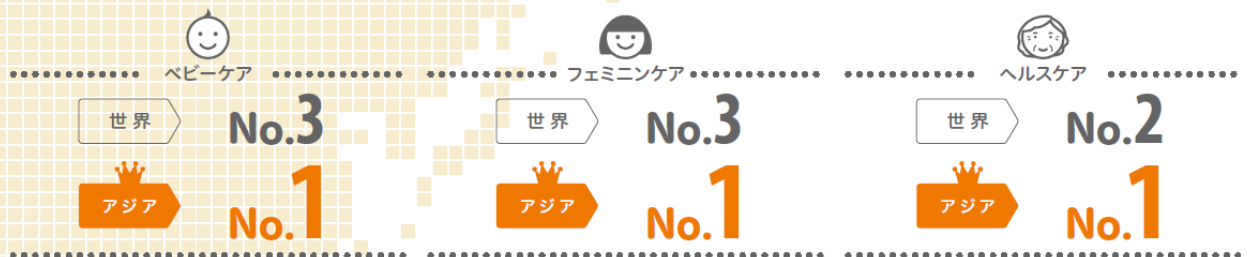 ベビーケア
世界 No.3
アジア No.1
フェミニンケア
世界 No.3
アジア No.1
ヘルスケア
世界 No.2
アジア No.1